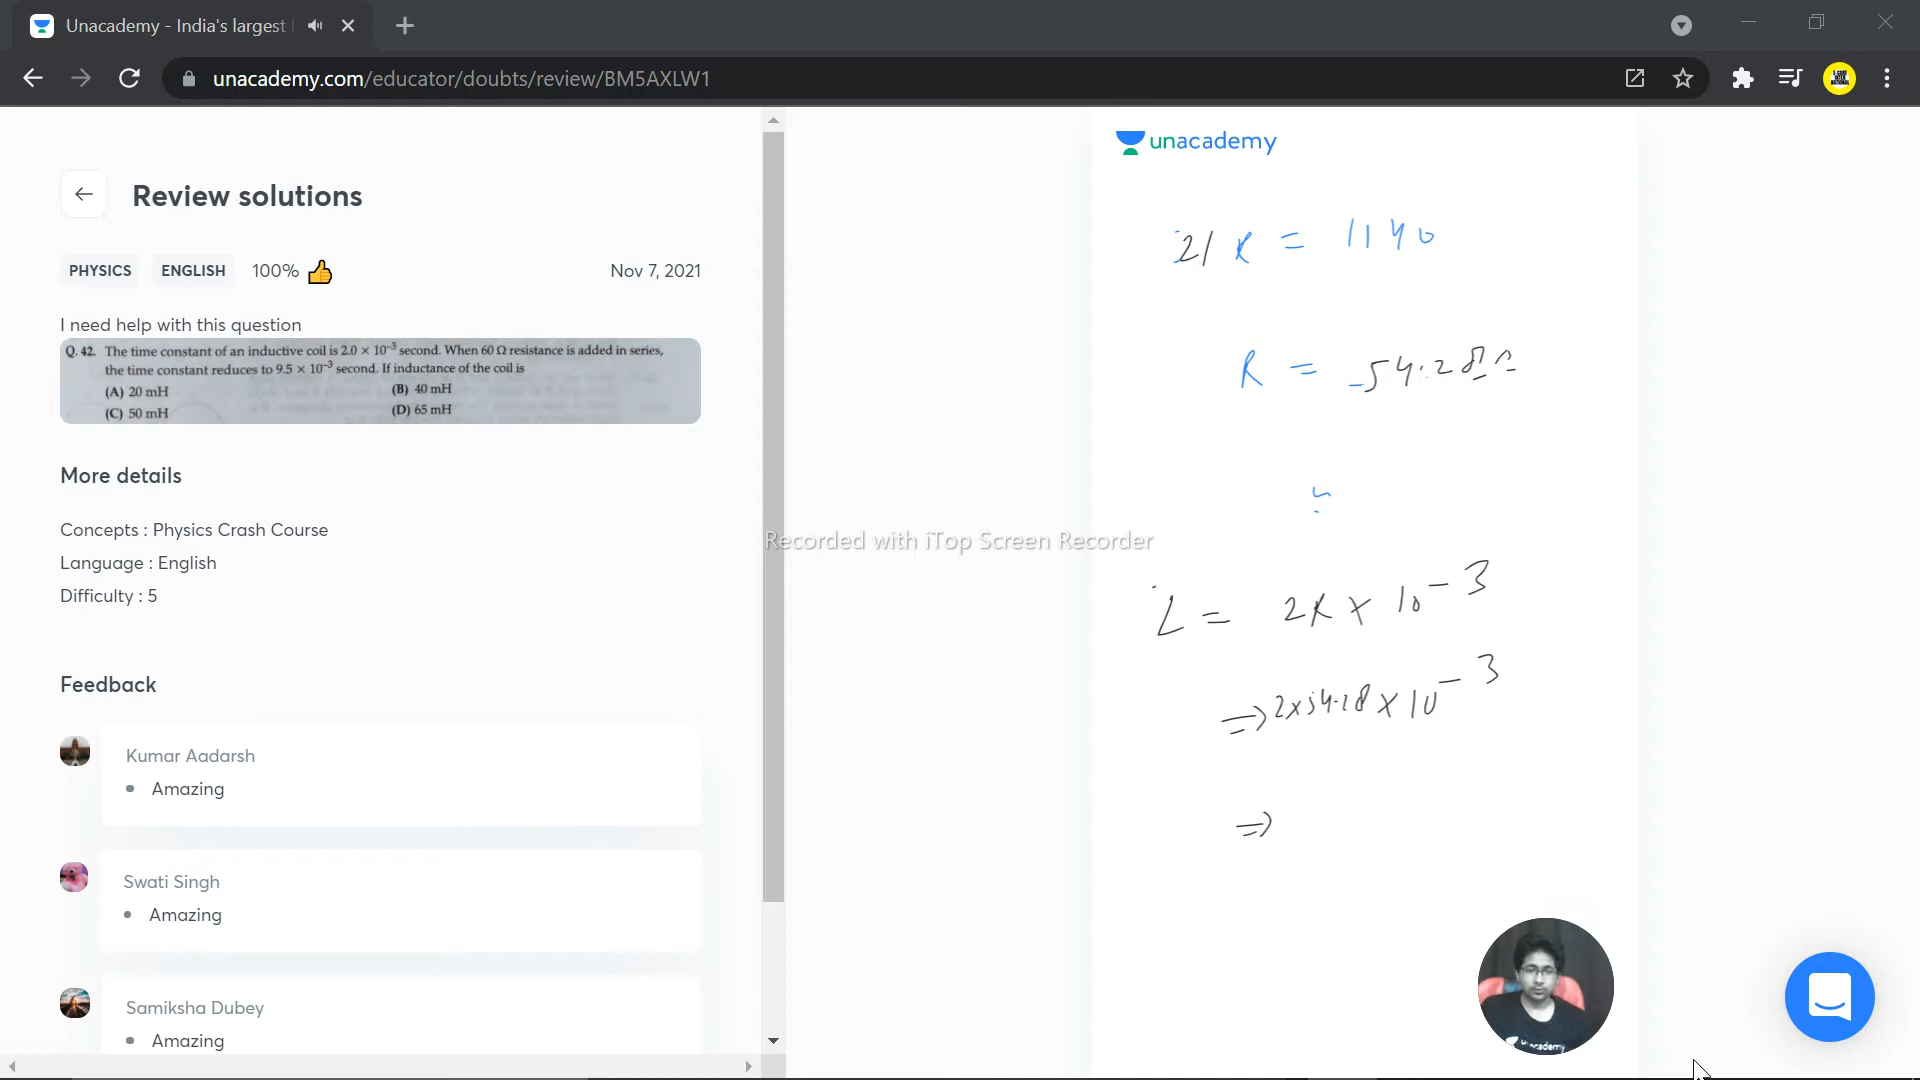 Unacademy - India's largest
unacademy.com/educator/doubts/review/BM5AXLW1
unacademy
Review solutions
PHYSICS ENGLISH 100% 👍 Nov 7, 2021
I need help with this question
Q. 42. The time constant of an inductive coil is 2.0 × 10⁻³ second. When 60 Ω resistance is added in series,
the time constant reduces to 9.5 × 10⁻³ second. If inductance of the coil is
(A) 20 mH (B) 40 mH
(C) 50 mH (D) 65 mH
More details
Concepts : Physics Crash Course
Language : English
Difficulty : 5
Feedback
Kumar Aadarsh
• Amazing
Swati Singh
• Amazing
Samiksha Dubey
• Amazing
21 R = 1140
R = 54.28 Ω
Recorded with iTop Screen Recorder
L = 2R × 10⁻³
⇒ 2×54.28 × 10⁻³
⇒
unacademy